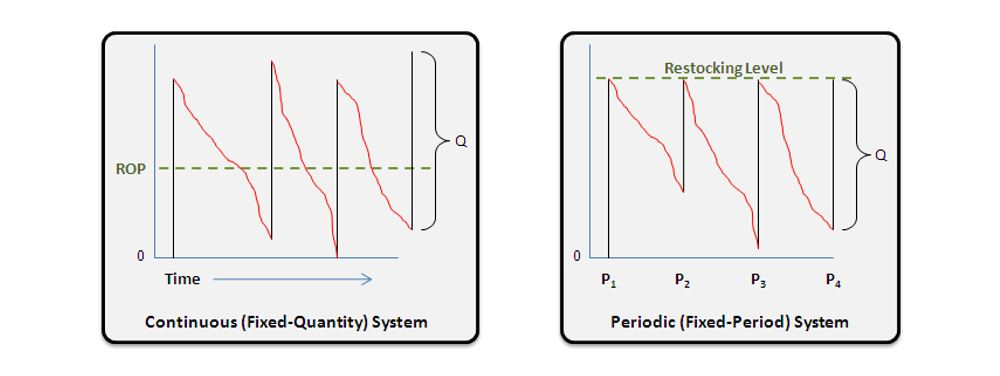 ROP
Q
0
Time
Continuous (Fixed-Quantity) System
Restocking Level
Q
0
P₁ P₂ P₃ P₄
Periodic (Fixed-Period) System